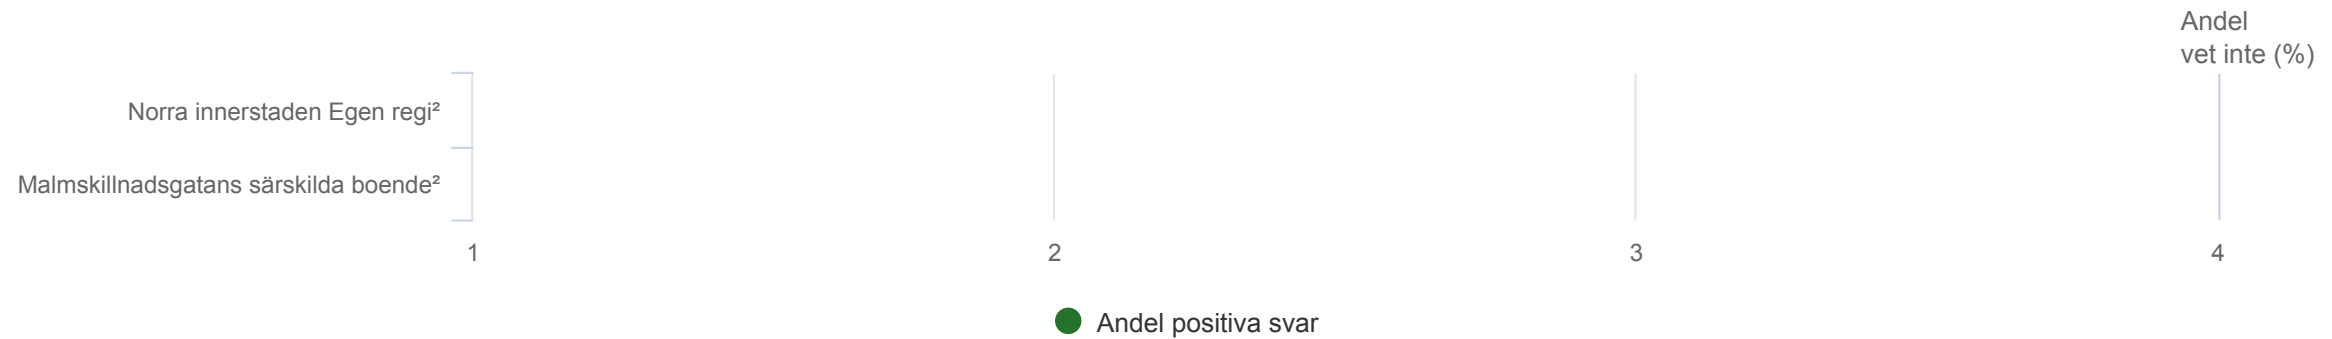 Andel
vet inte (%)
Norra innerstaden Egen regi²
Malmskillnadsgatans särskilda boende²
1 2 3 4
Andel positiva svar